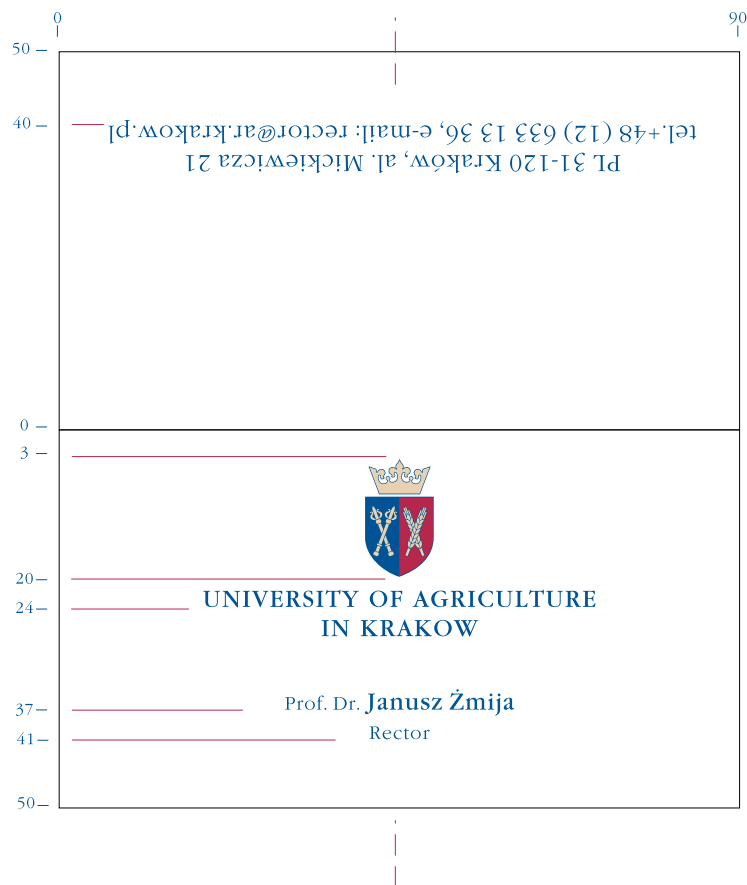 0
90
50
40
tel.+48 (12) 633 13 36, e-mail: rector@ar.krakow.pl
PL 31-120 Kraków, al. Mickiewicza 21
0
3
20
24
UNIVERSITY OF AGRICULTURE
IN KRAKOW
37
Prof. Dr. Janusz Żmija
Rector
41
50